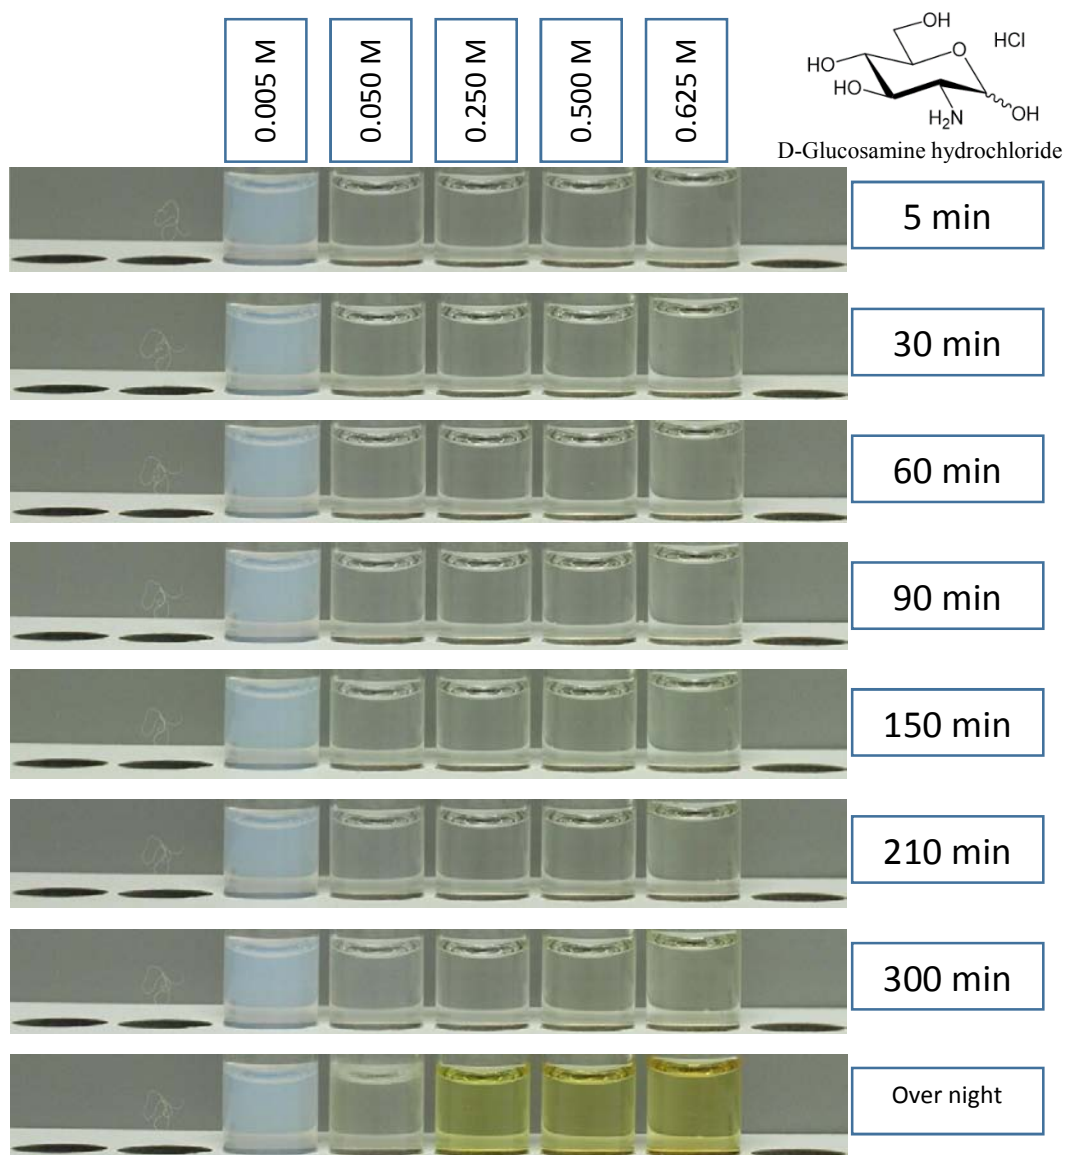 0.005 M
0.050 M
0.250 M
0.500 M
0.625 M
OH
HCl
O
HO
HO
H₂N
OH
D-Glucosamine hydrochloride
5 min
30 min
60 min
90 min
150 min
210 min
300 min
Over night